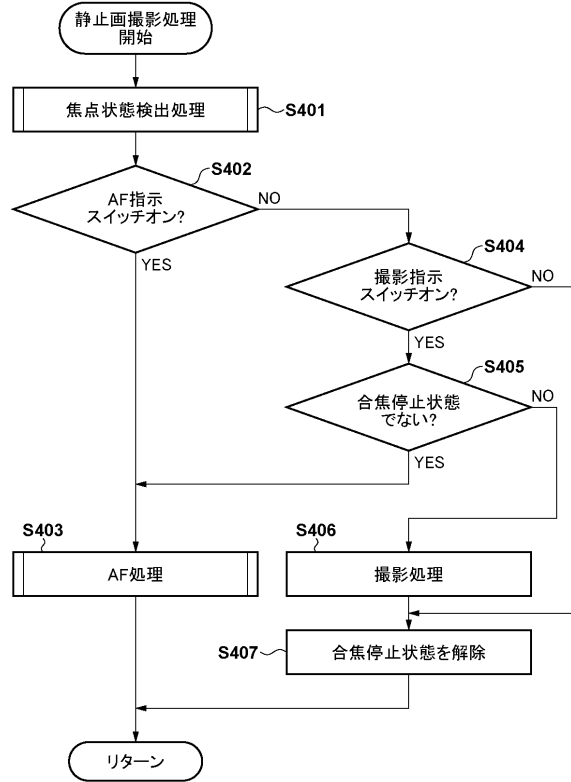 静止画撮影処理
開始
焦点状態検出処理
S401
S402
AF指示
スイッチオン?
NO
YES
S404
撮影指示
スイッチオン?
NO
YES
S405
合焦停止状態
でない?
NO
YES
S403
AF処理
S406
撮影処理
S407
合焦停止状態を解除
リターン